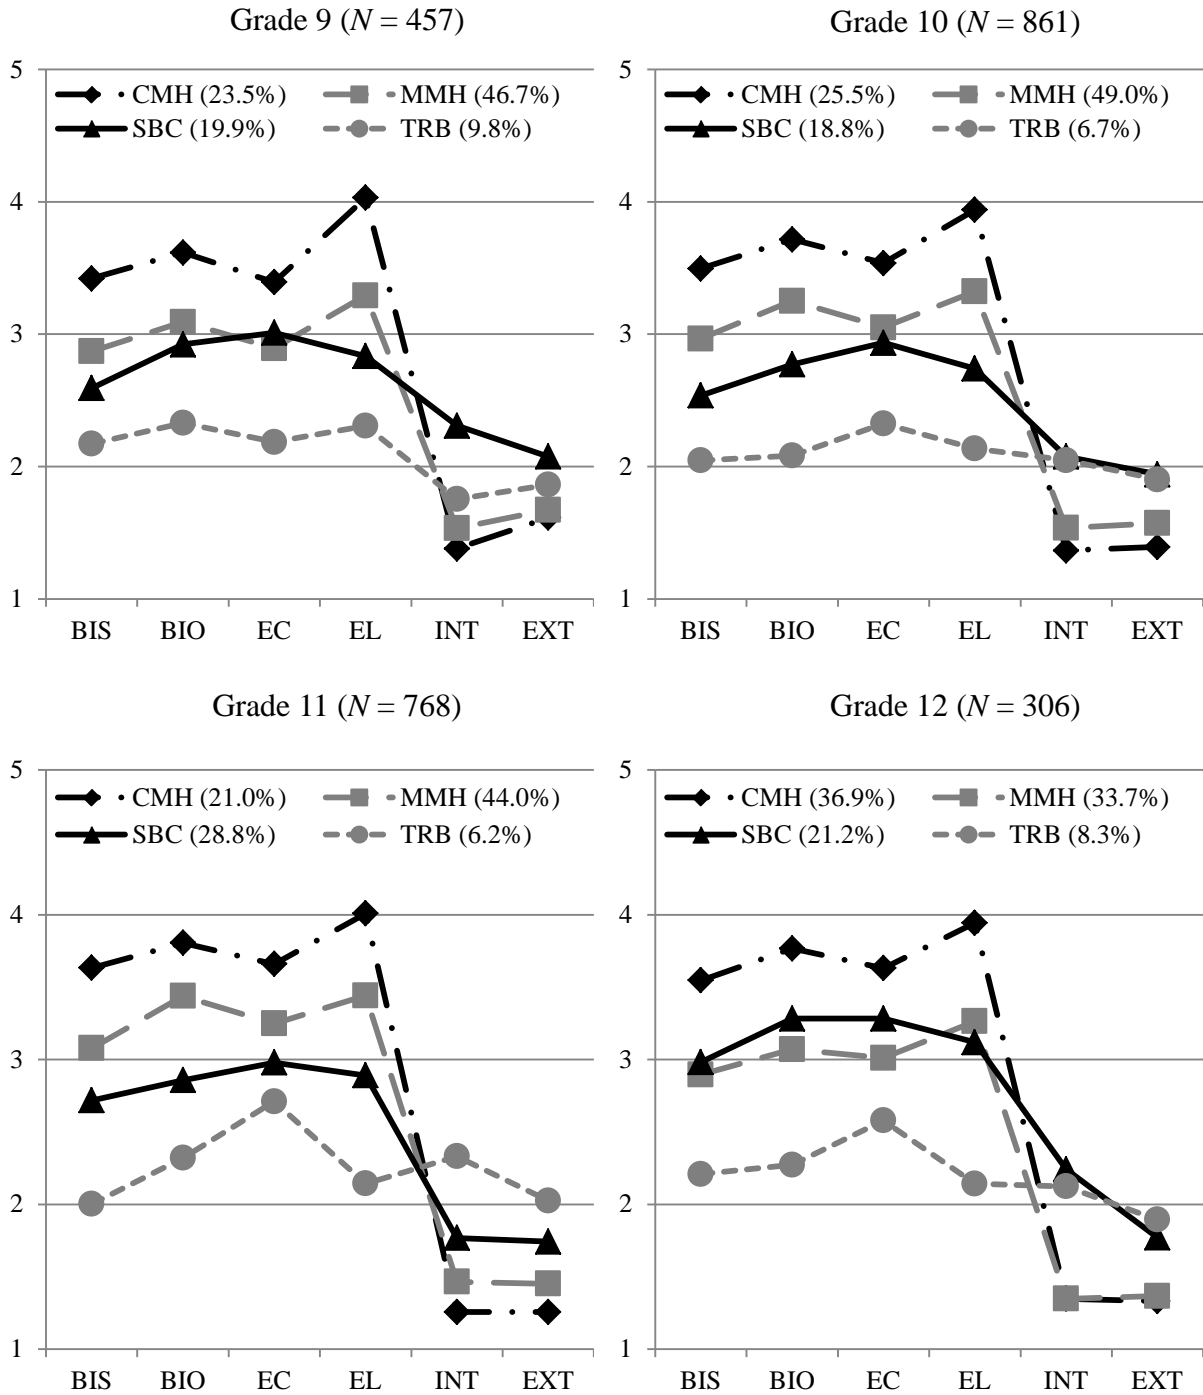 Grade 9 (N = 457)
5
CMH (23.5%) MMH (46.7%)
SBC (19.9%) TRB (9.8%)
4
3
2
1
BIS BIO EC EL INT EXT
Grade 10 (N = 861)
5
CMH (25.5%) MMH (49.0%)
SBC (18.8%) TRB (6.7%)
4
3
2
1
BIS BIO EC EL INT EXT
Grade 11 (N = 768)
5
CMH (21.0%) MMH (44.0%)
SBC (28.8%) TRB (6.2%)
4
3
2
1
BIS BIO EC EL INT EXT
Grade 12 (N = 306)
5
CMH (36.9%) MMH (33.7%)
SBC (21.2%) TRB (8.3%)
4
3
2
1
BIS BIO EC EL INT EXT